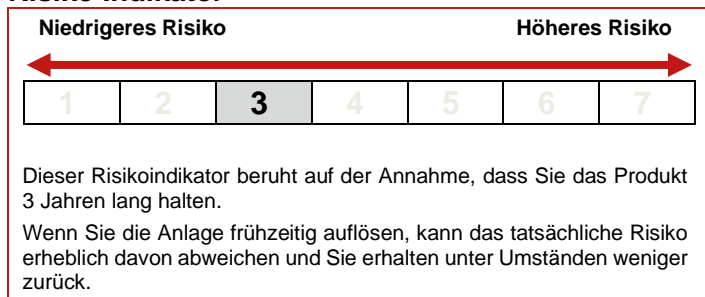 Niedrigeres Risiko Höheres Risiko
1 2 3 4 5 6 7
Dieser Risikoindikator beruht auf der Annahme, dass Sie das Produkt
3 Jahren lang halten.
Wenn Sie die Anlage frühzeitig auflösen, kann das tatsächliche Risiko
erheblich davon abweichen und Sie erhalten unter Umständen weniger
zurück.